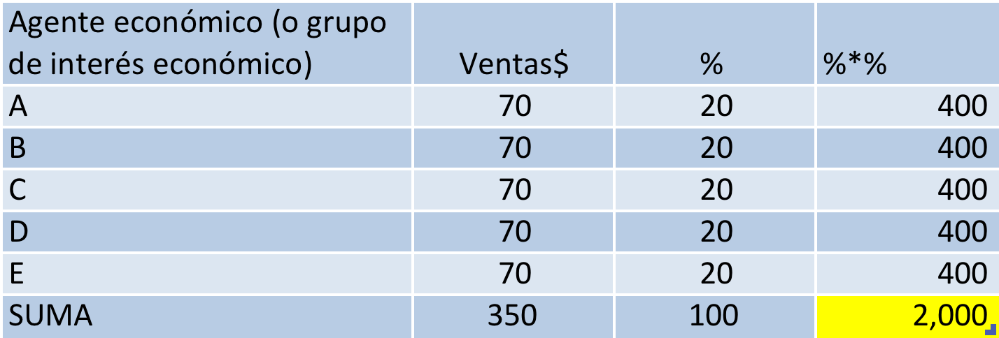 Agente económico (o grupo
de interés económico) Ventas$ % %*%
A 70 20 400
B 70 20 400
C 70 20 400
D 70 20 400
E 70 20 400
SUMA 350 100 2,000